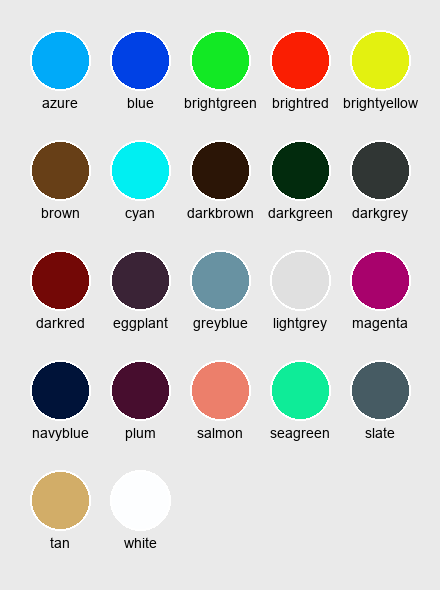 azure blue brightgreen brightred brightyellow
brown cyan darkbrown darkgreen darkgrey
darkred eggplant greyblue lightgrey magenta
navyblue plum salmon seagreen slate
tan white